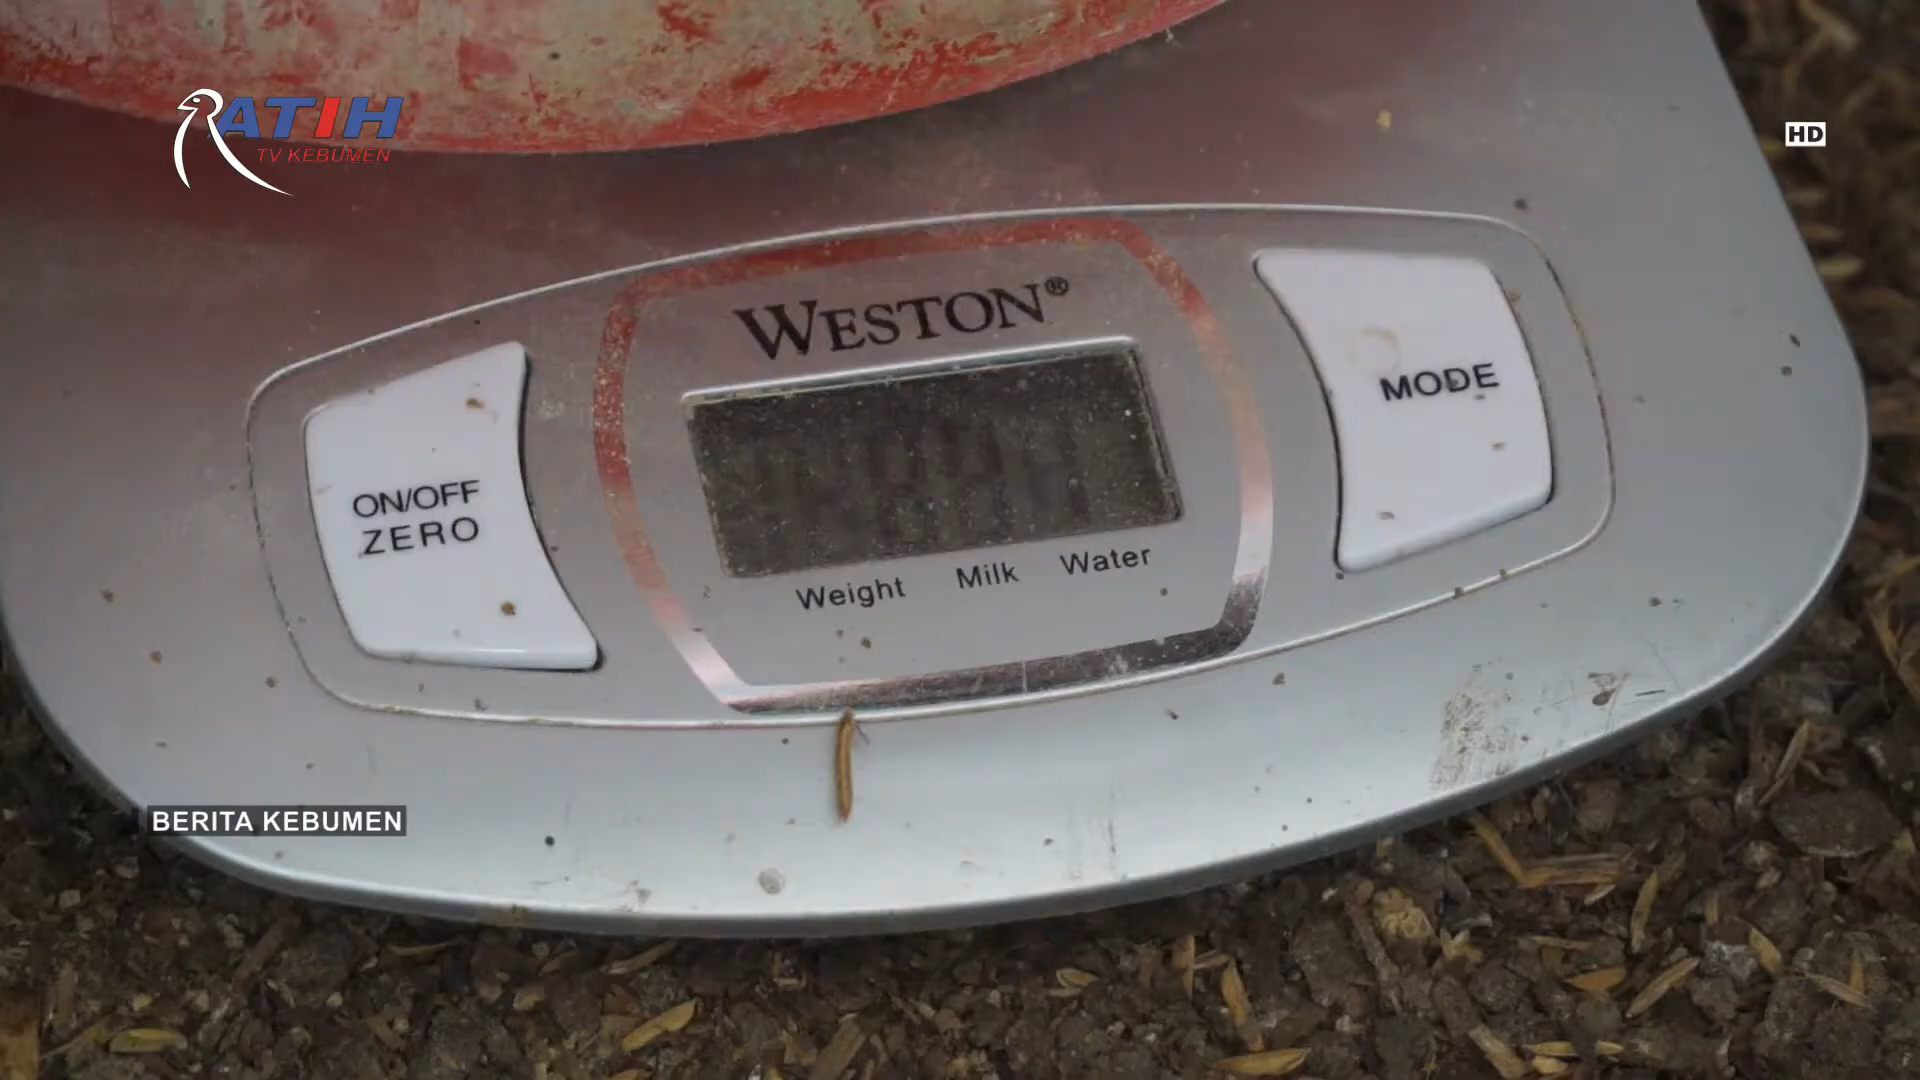 RATIH
TV KEBUMEN
HD
WESTON®
MODE
ON/OFF
ZERO
Weight Milk Water
BERITA KEBUMEN